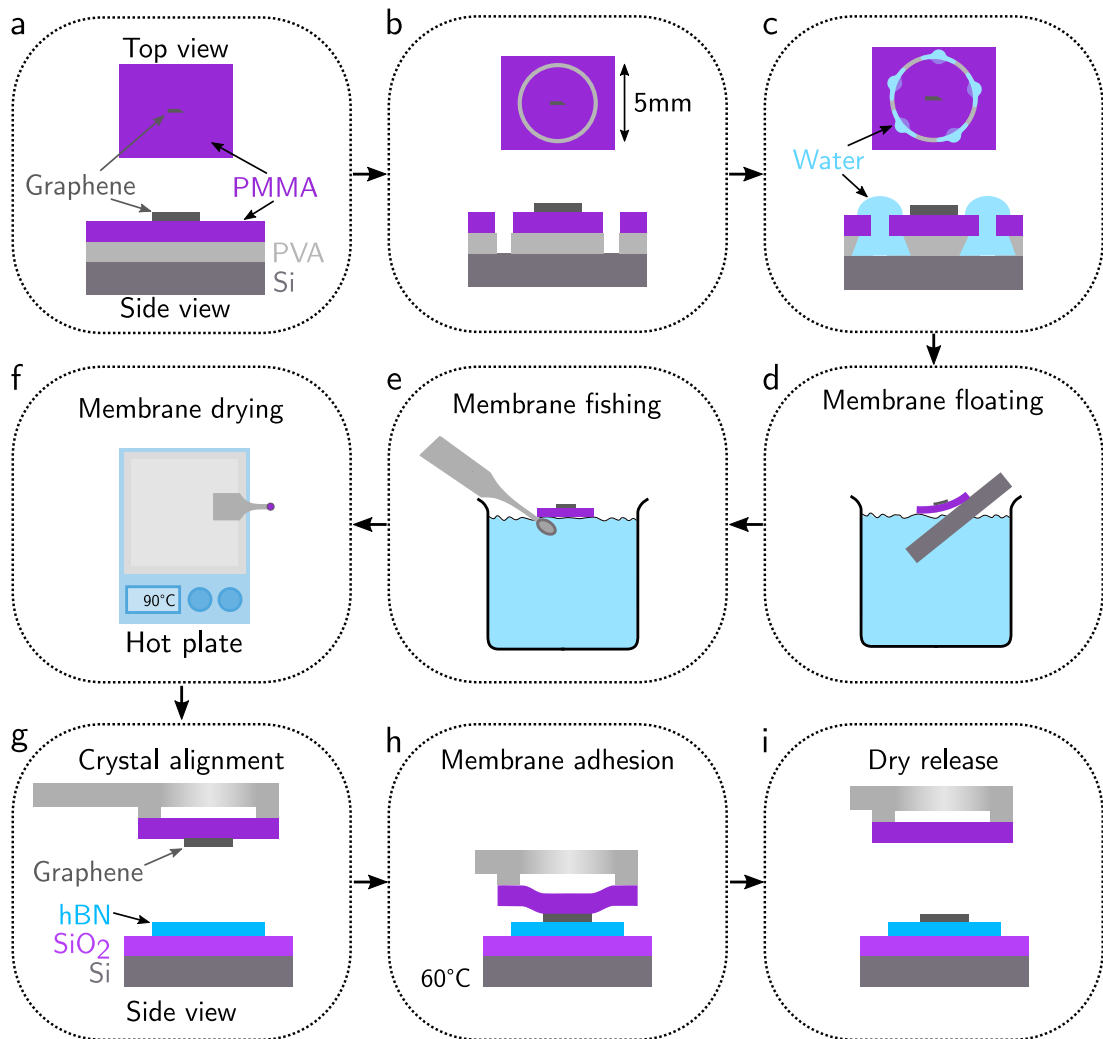 a
Top view
Graphene
PMMA
PVA
Si
Side view
b
5mm
c
Water
f
Membrane drying
90°C
Hot plate
e
Membrane fishing
d
Membrane floating
g
Crystal alignment
Graphene
hBN
SiO2
Si
Side view
h
Membrane adhesion
60°C
i
Dry release